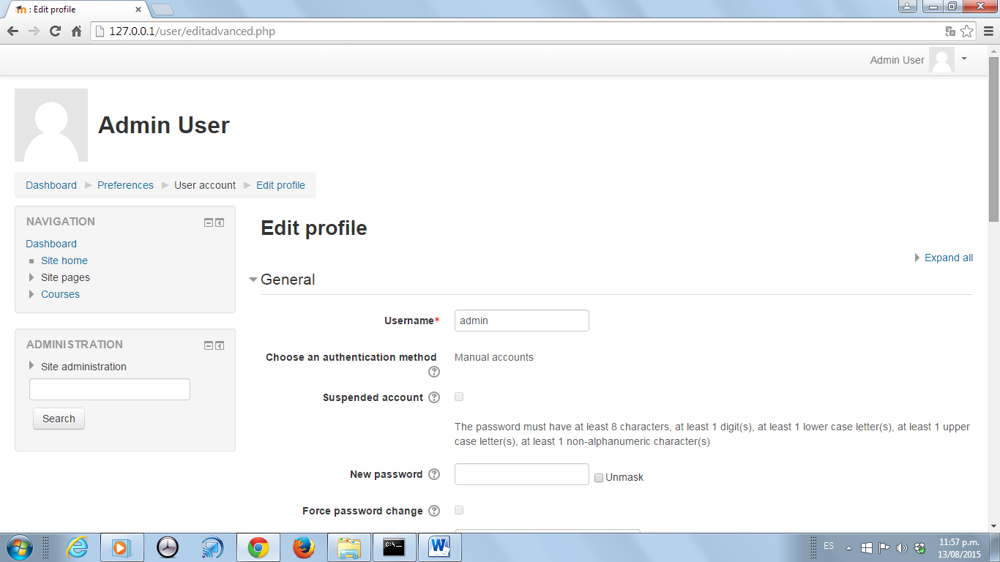 : Edit profile
127.0.0.1/user/editadvanced.php
Admin User
Admin User
Dashboard Preferences User account Edit profile
NAVIGATION
Dashboard
Site home
Site pages
Courses
ADMINISTRATION
Site administration
Search
Edit profile
Expand all
General
Username*
admin
Choose an authentication method
Manual accounts
Suspended account
The password must have at least 8 characters, at least 1 digit(s), at least 1 lower case letter(s), at least 1 upper
case letter(s), at least 1 non-alphanumeric character(s)
New password
Unmask
Force password change
ES
11:57 p.m.
13/08/2015